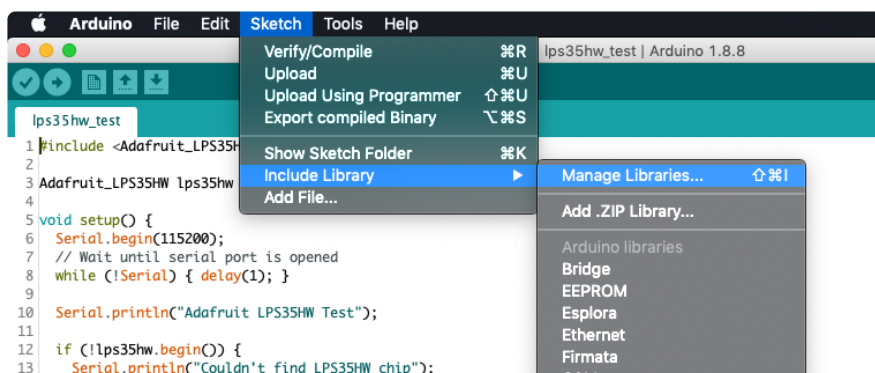 Arduino File Edit Sketch Tools Help
lps35hw_test | Arduino 1.8.8
Verify/Compile ⌘R
Upload ⌘U
Upload Using Programmer ⇧⌘U
Export compiled Binary ⌥⌘S
Show Sketch Folder ⌘K
Include Library ▶
Add File...
Manage Libraries... ⇧⌘I
Add .ZIP Library...
Arduino libraries
Bridge
EEPROM
Esplora
Ethernet
Firmata
lps35hw_test
1 #include <Adafruit_LPS35H
2
3 Adafruit_LPS35HW lps35hw
4
5 void setup() {
6 Serial.begin(115200);
7 // Wait until serial port is opened
8 while (!Serial) { delay(1); }
9
10 Serial.println("Adafruit LPS35HW Test");
11
12 if (!lps35hw.begin()) {
13 Serial.println("Couldn't find LPS35HW chip");